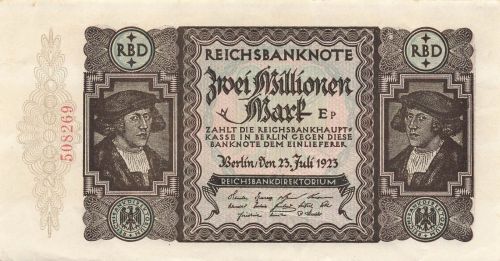 RBD
RBD
REICHSBANKNOTE
Zwei Millionen
Mark
EP
ZAHLT DIE REICHSBANKHAUPT-
KASSE IN BERLIN GEGEN DIESE
BANKNOTE DEM EINLIEFERER
Berlin, den 23. Juli 1923
REICHSBANKDIREKTORIUM
508269